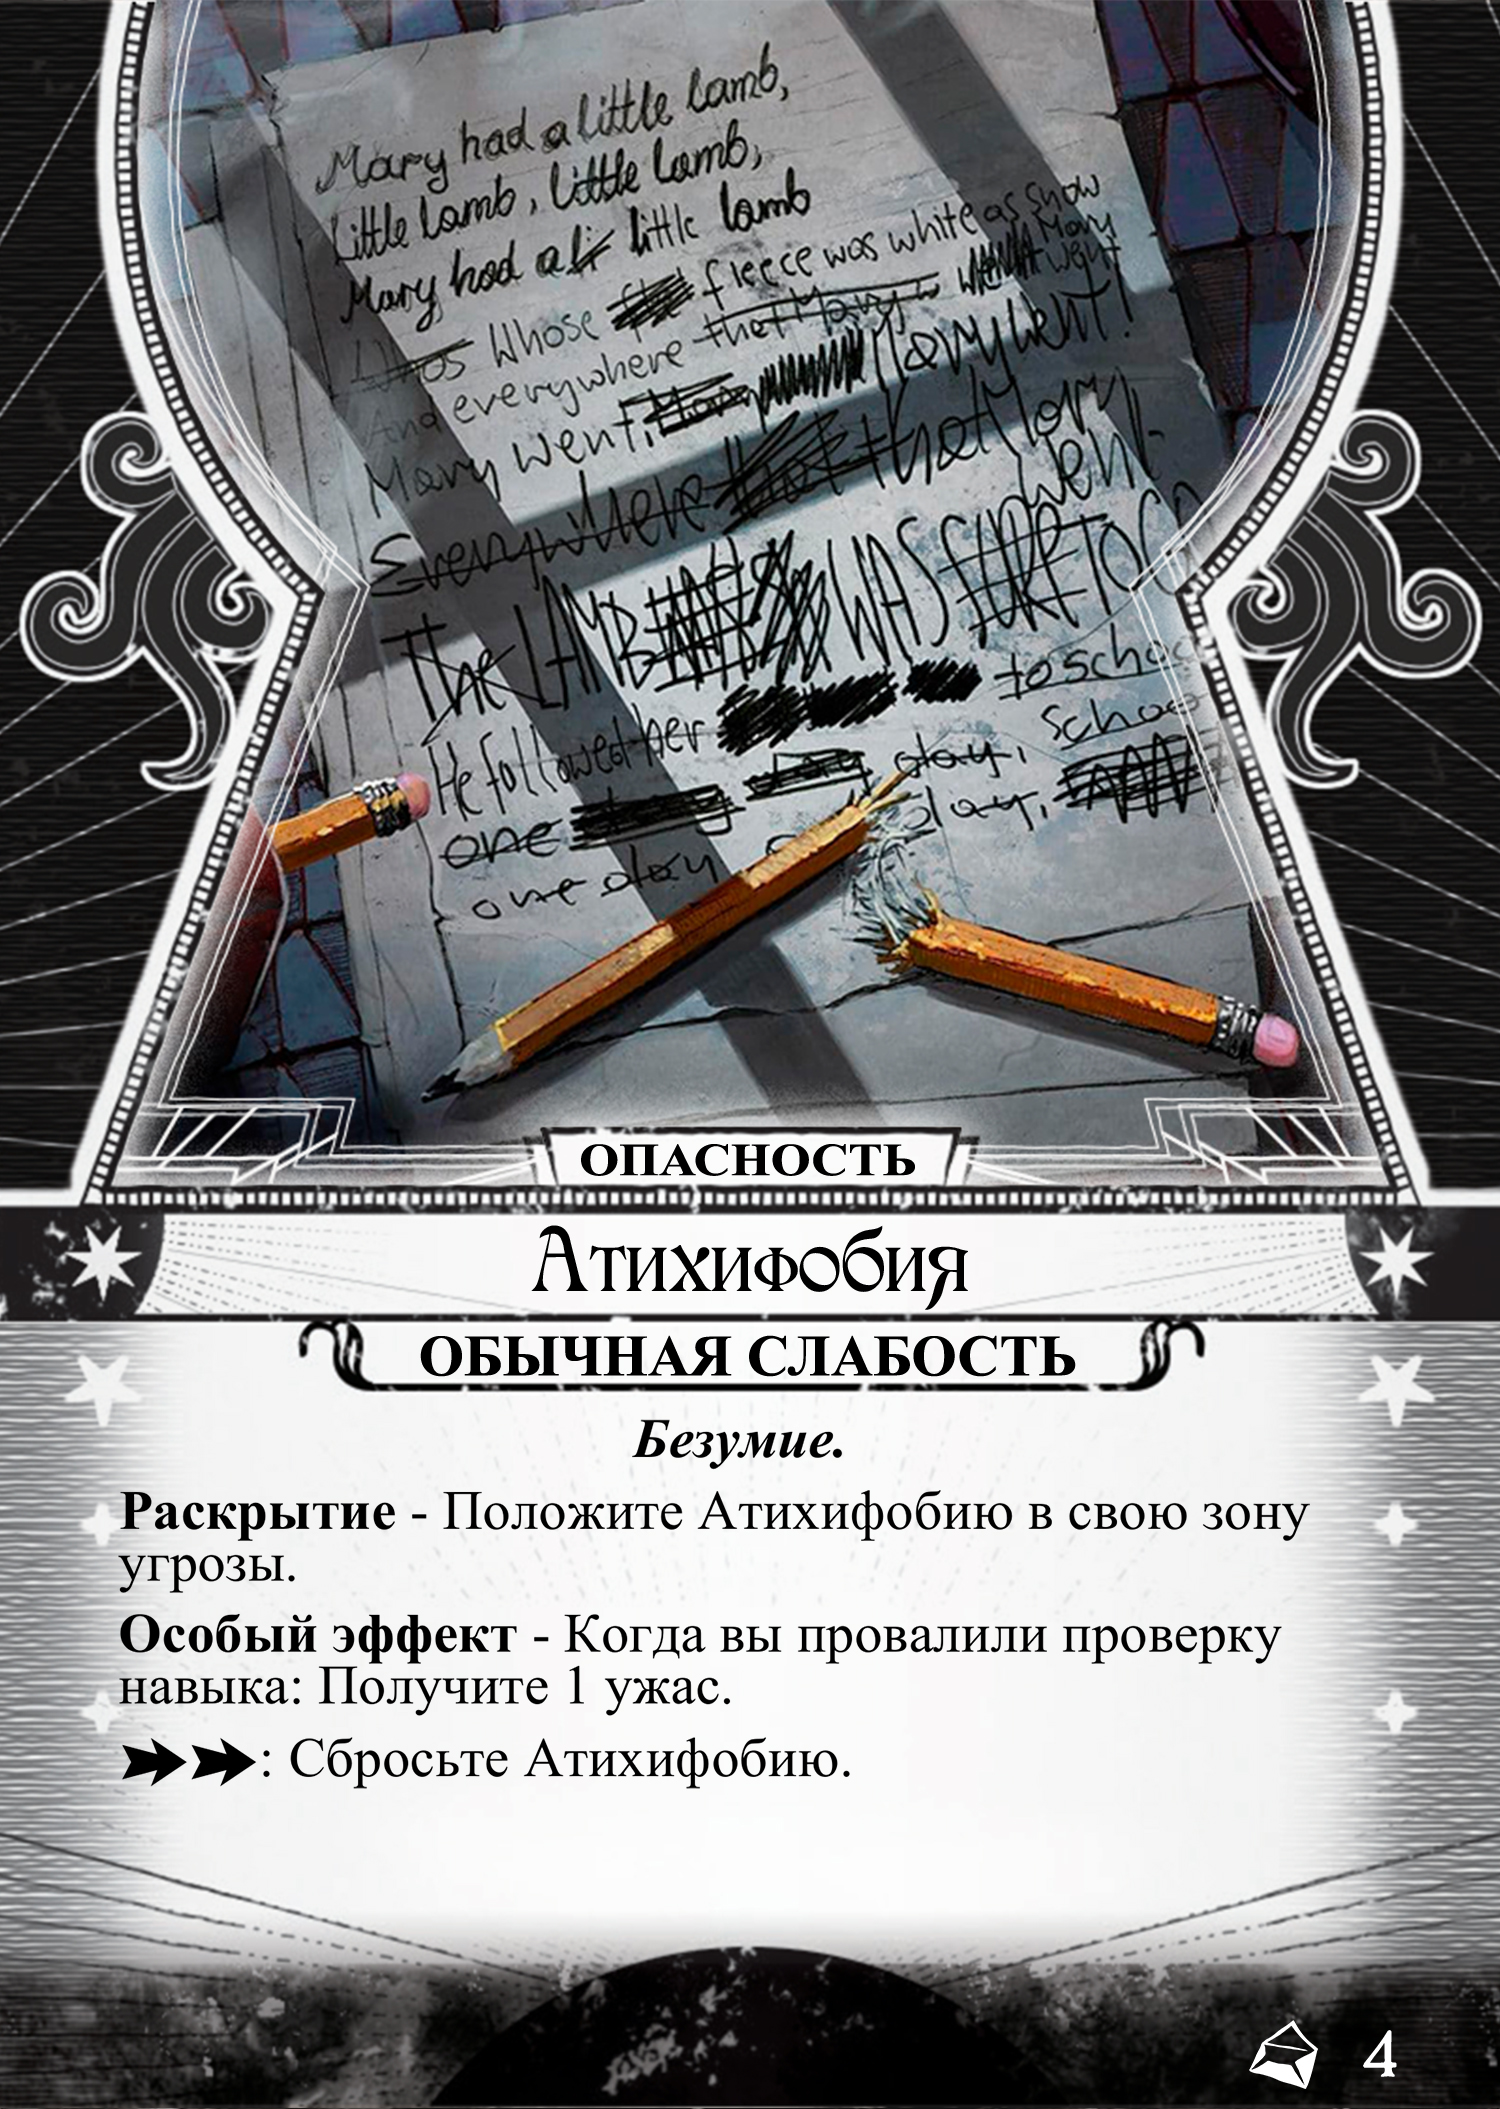 Mary had a little lamb,
Little lamb, little lamb,
Mary had a li little lamb
Whose fleece was white as snow
And everywhere that Mary Mary
went
Mary went, Mary went!
Everywhere that that Mary
went
The LAMB WAS SURE TO GO
He followed her to school
one day, school
one day day,
ОПАСНОСТЬ
Атихифобия
ОБЫЧНАЯ СЛАБОСТЬ
Безумие.
Раскрытие - Положите Атихифобию в свою зону
угрозы.
Особый эффект - Когда вы провалили проверку
навыка: Получите 1 ужас.
: Сбросьте Атихифобию.
4